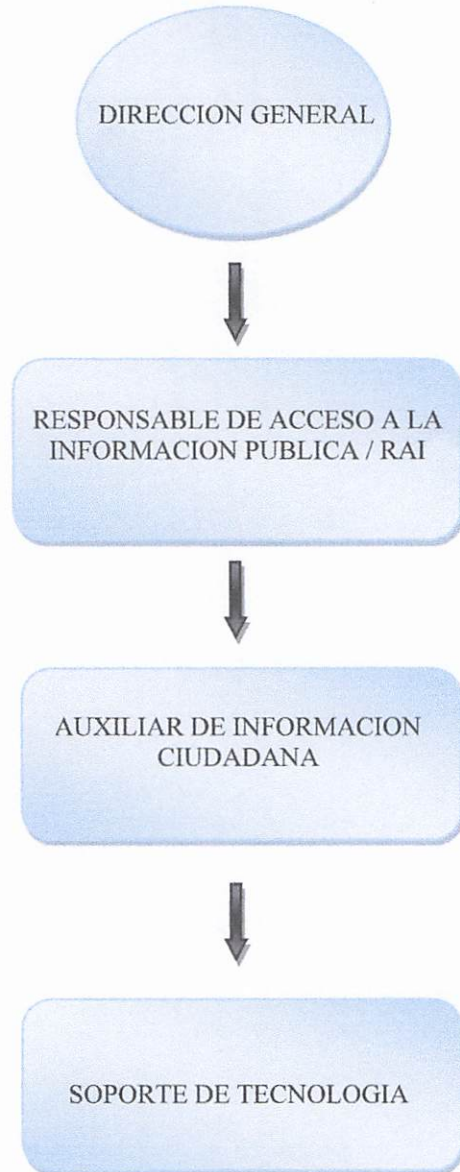 DIRECCION GENERAL
RESPONSABLE DE ACCESO A LA
INFORMACION PUBLICA / RAI
AUXILIAR DE INFORMACION
CIUDADANA
SOPORTE DE TECNOLOGIA